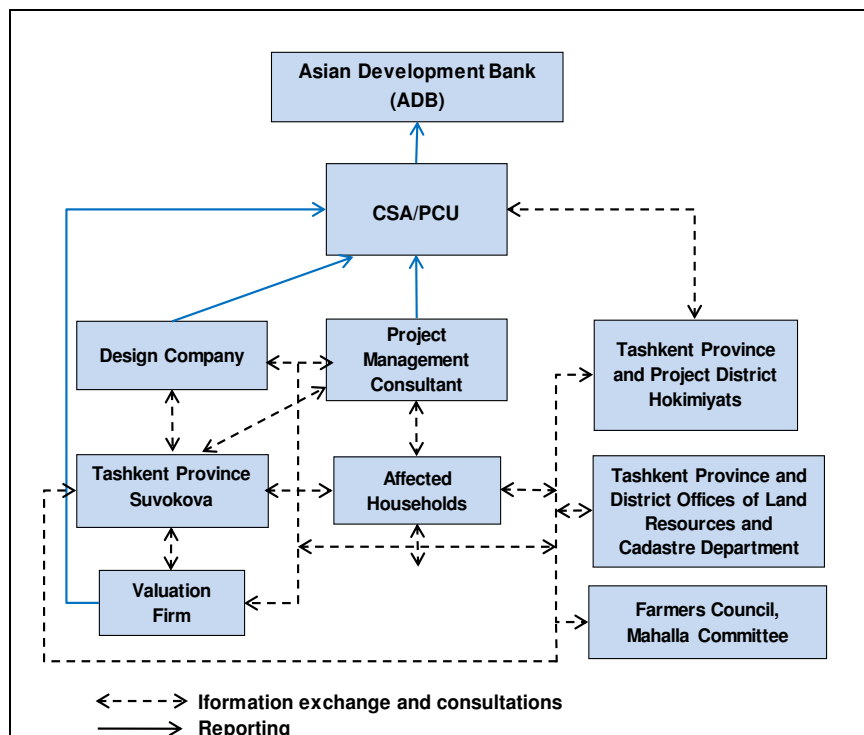 Asian Development Bank
(ADB)
CSA/PCU
Design Company
Project
Management
Consultant
Tashkent Province
and Project District
Hokimiyats
Tashkent Province
Suvokova
Affected
Households
Tashkent Province and
District Offices of Land
Resources and
Cadastre Department
Valuation
Firm
Farmers Council,
Mahalla Committee
Iformation exchange and consultations
Reporting